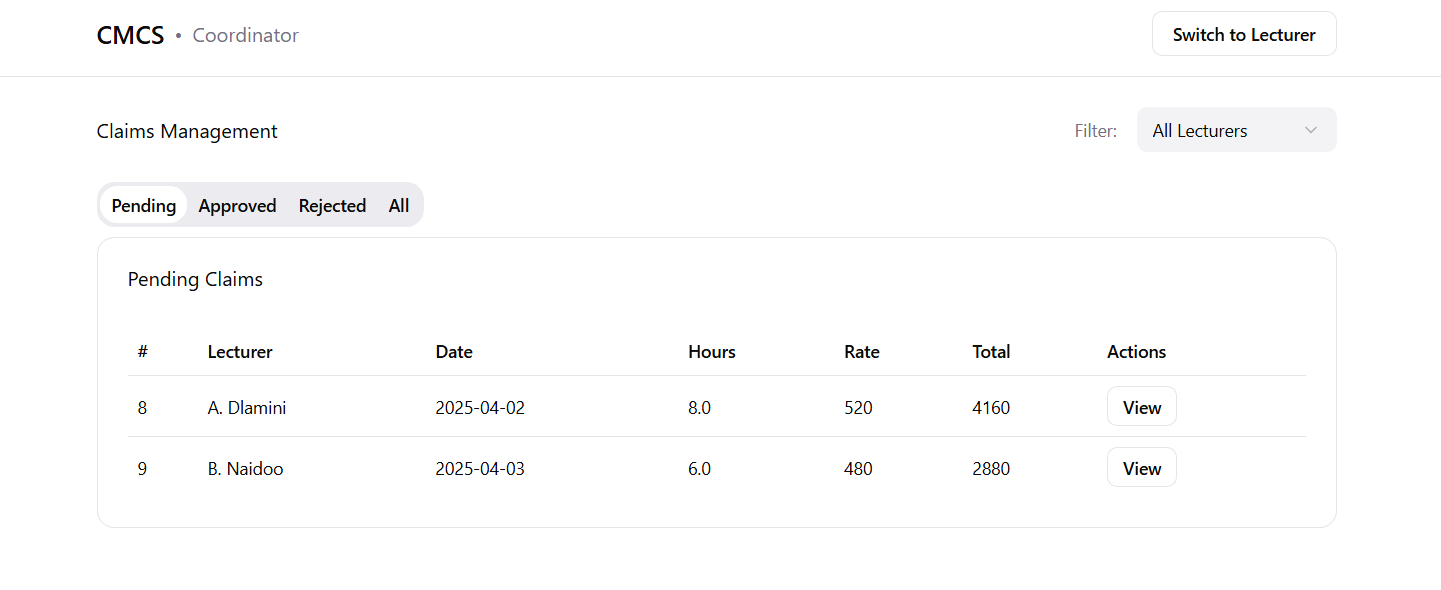 CMCS • Coordinator Switch to Lecturer
Claims Management Filter: All Lecturers
Pending Approved Rejected All
Pending Claims
# Lecturer Date Hours Rate Total Actions
8 A. Dlamini 2025-04-02 8.0 520 4160 View
9 B. Naidoo 2025-04-03 6.0 480 2880 View